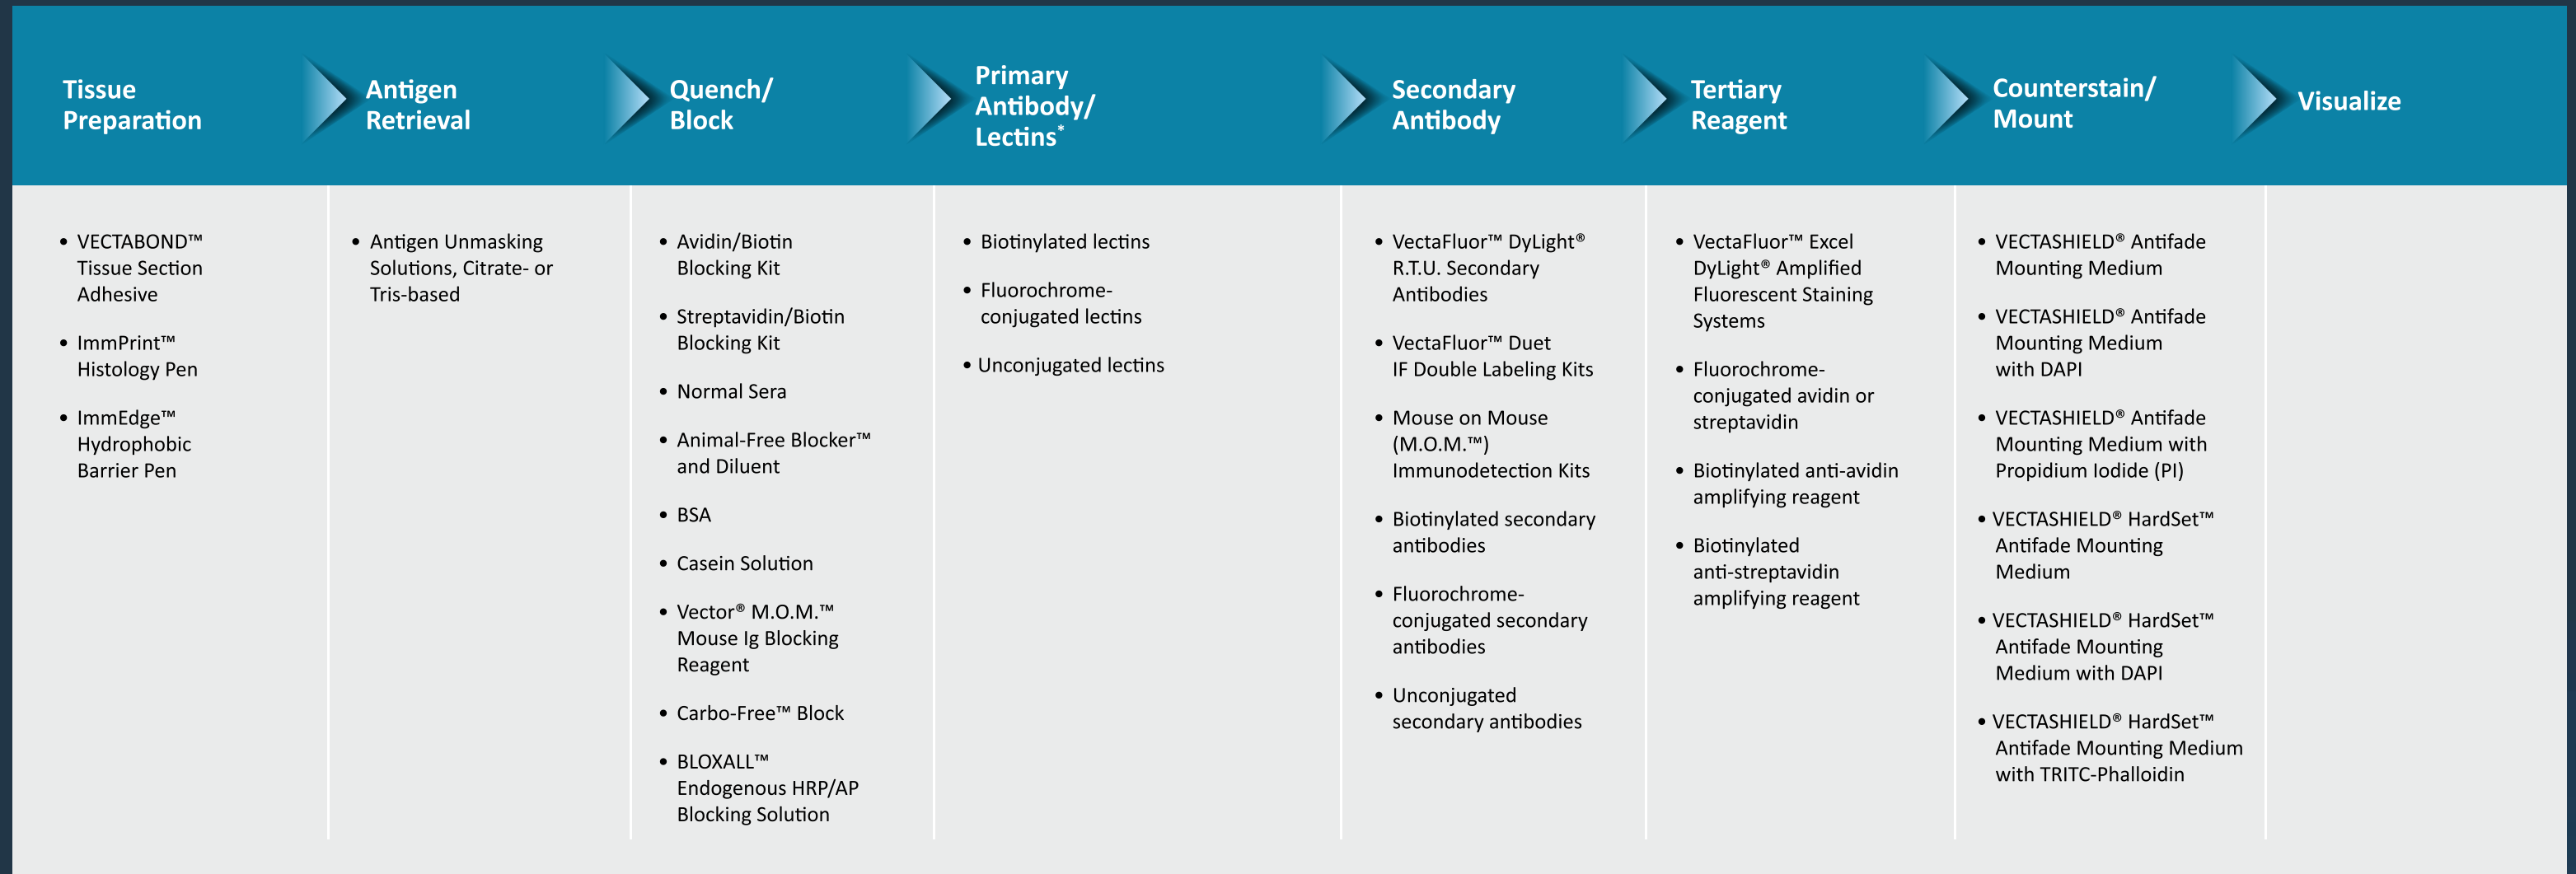 Tissue
Preparation
Antigen
Retrieval
Quench/
Block
Primary
Antibody/
Lectins*
Secondary
Antibody
Tertiary
Reagent
Counterstain/
Mount
Visualize
• VECTABOND™
Tissue Section
Adhesive
• ImmPrint™
Histology Pen
• ImmEdge™
Hydrophobic
Barrier Pen
• Antigen Unmasking
Solutions, Citrate- or
Tris-based
• Avidin/Biotin
Blocking Kit
• Streptavidin/Biotin
Blocking Kit
• Normal Sera
• Animal-Free Blocker™
and Diluent
• BSA
• Casein Solution
• Vector® M.O.M.™
Mouse Ig Blocking
Reagent
• Carbo-Free™ Block
• BLOXALL™
Endogenous HRP/AP
Blocking Solution
• Biotinylated lectins
• Fluorochrome-
conjugated lectins
• Unconjugated lectins
• VectaFluor™ DyLight®
R.T.U. Secondary
Antibodies
• VectaFluor™ Duet
IF Double Labeling Kits
• Mouse on Mouse
(M.O.M.™)
Immunodetection Kits
• Biotinylated secondary
antibodies
• Fluorochrome-
conjugated secondary
antibodies
• Unconjugated
secondary antibodies
• VectaFluor™ Excel
DyLight® Amplified
Fluorescent Staining
Systems
• Fluorochrome-
conjugated avidin or
streptavidin
• Biotinylated anti-avidin
amplifying reagent
• Biotinylated
anti-streptavidin
amplifying reagent
• VECTASHIELD® Antifade
Mounting Medium
• VECTASHIELD® Antifade
Mounting Medium
with DAPI
• VECTASHIELD® Antifade
Mounting Medium with
Propidium Iodide (PI)
• VECTASHIELD® HardSet™
Antifade Mounting
Medium
• VECTASHIELD® HardSet™
Antifade Mounting
Medium with DAPI
• VECTASHIELD® HardSet™
Antifade Mounting Medium
with TRITC-Phalloidin